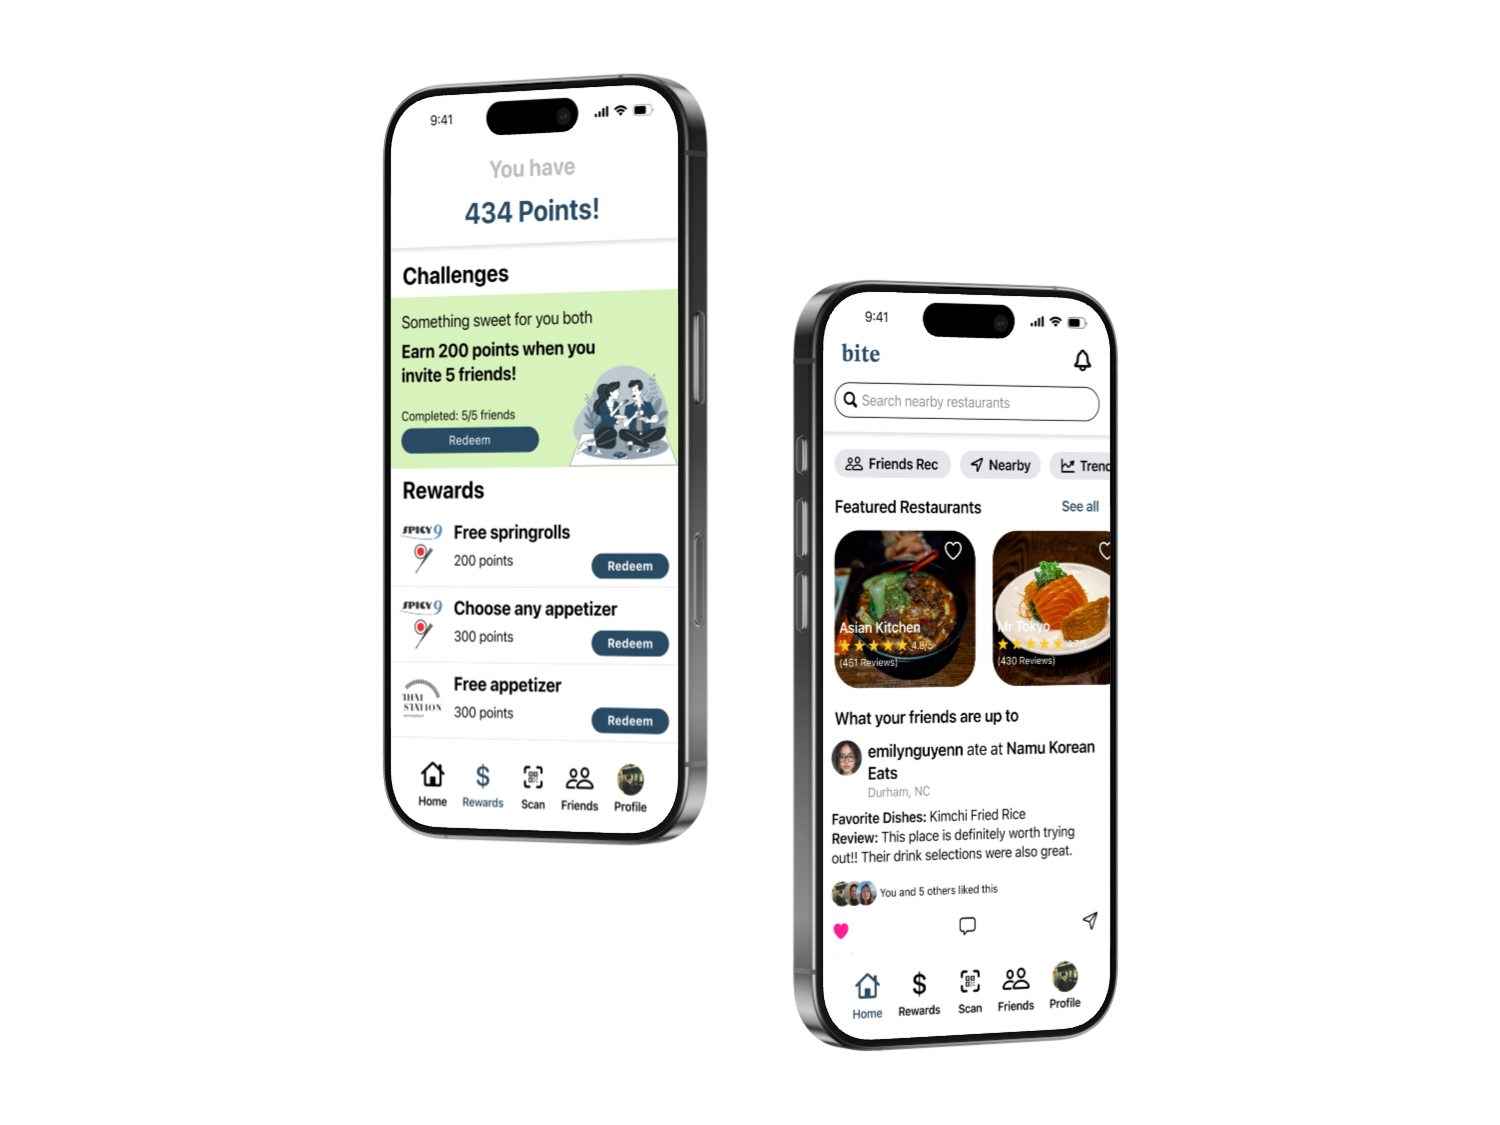 9:41
You have
434 Points!
Challenges
Something sweet for you both
Earn 200 points when you
invite 5 friends!
Completed: 5/5 friends
Redeem
Rewards
SPICY 9
Free springrolls
200 points
Redeem
SPICY 9
Choose any appetizer
300 points
Redeem
THAI
STATION
Free appetizer
300 points
Redeem
Home
Rewards
Scan
Friends
Profile
9:41
bite
Search nearby restaurants
Friends Rec
Nearby
Trend
Featured Restaurants
See all
Asian Kitchen
4.8/5
(451 Reviews)
Mr Tokyo
(430 Reviews)
What your friends are up to
emilynguyenn ate at Namu Korean
Eats
Durham, NC
Favorite Dishes: Kimchi Fried Rice
Review: This place is definitely worth trying
out!! Their drink selections were also great.
You and 5 others liked this
Home
Rewards
Scan
Friends
Profile